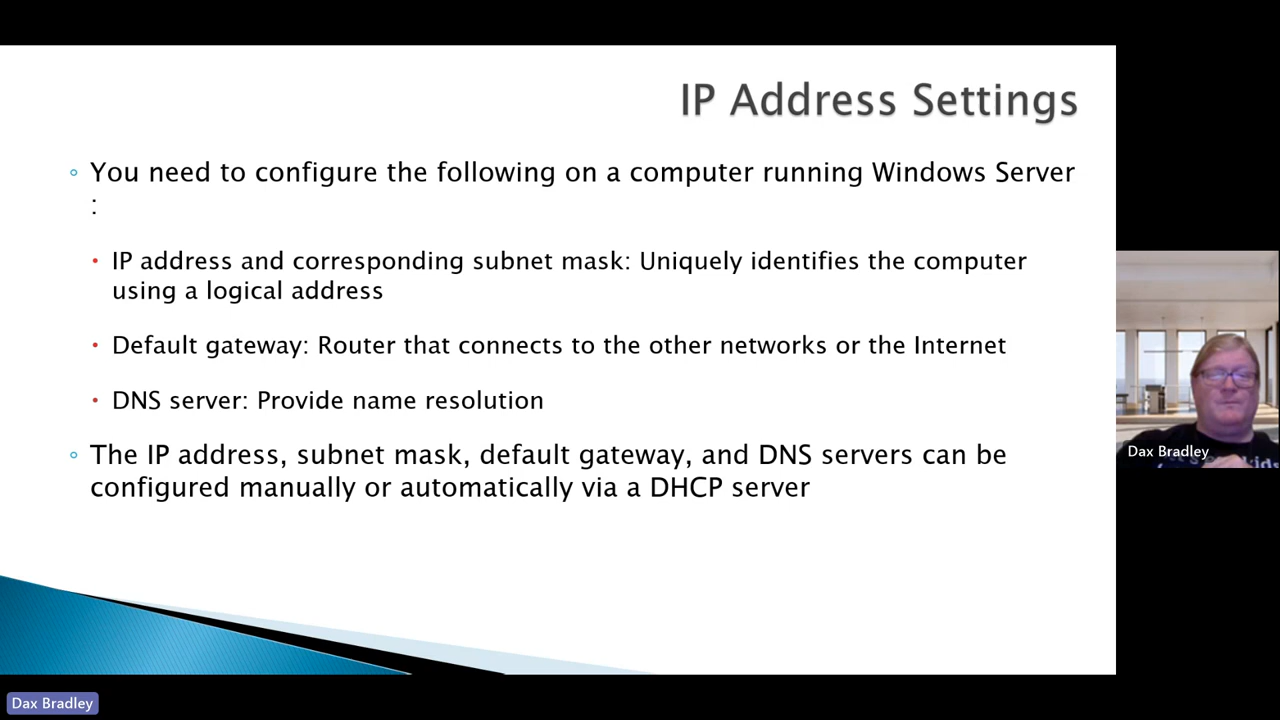 IP Address Settings
You need to configure the following on a computer running Windows Server
:
IP address and corresponding subnet mask: Uniquely identifies the computer
using a logical address
Default gateway: Router that connects to the other networks or the Internet
DNS server: Provide name resolution
The IP address, subnet mask, default gateway, and DNS servers can be
configured manually or automatically via a DHCP server
Dax Bradley
Dax Bradley